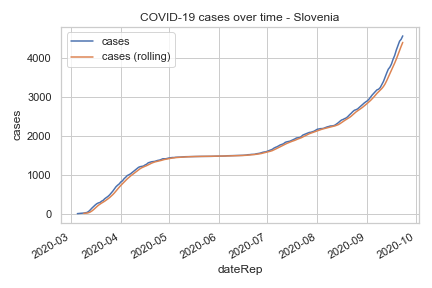 COVID-19 cases over time - Slovenia
cases
cases (rolling)
cases
4000
3000
2000
1000
0
2020-03
2020-04
2020-05
2020-06
2020-07
2020-08
2020-09
2020-10
dateRep